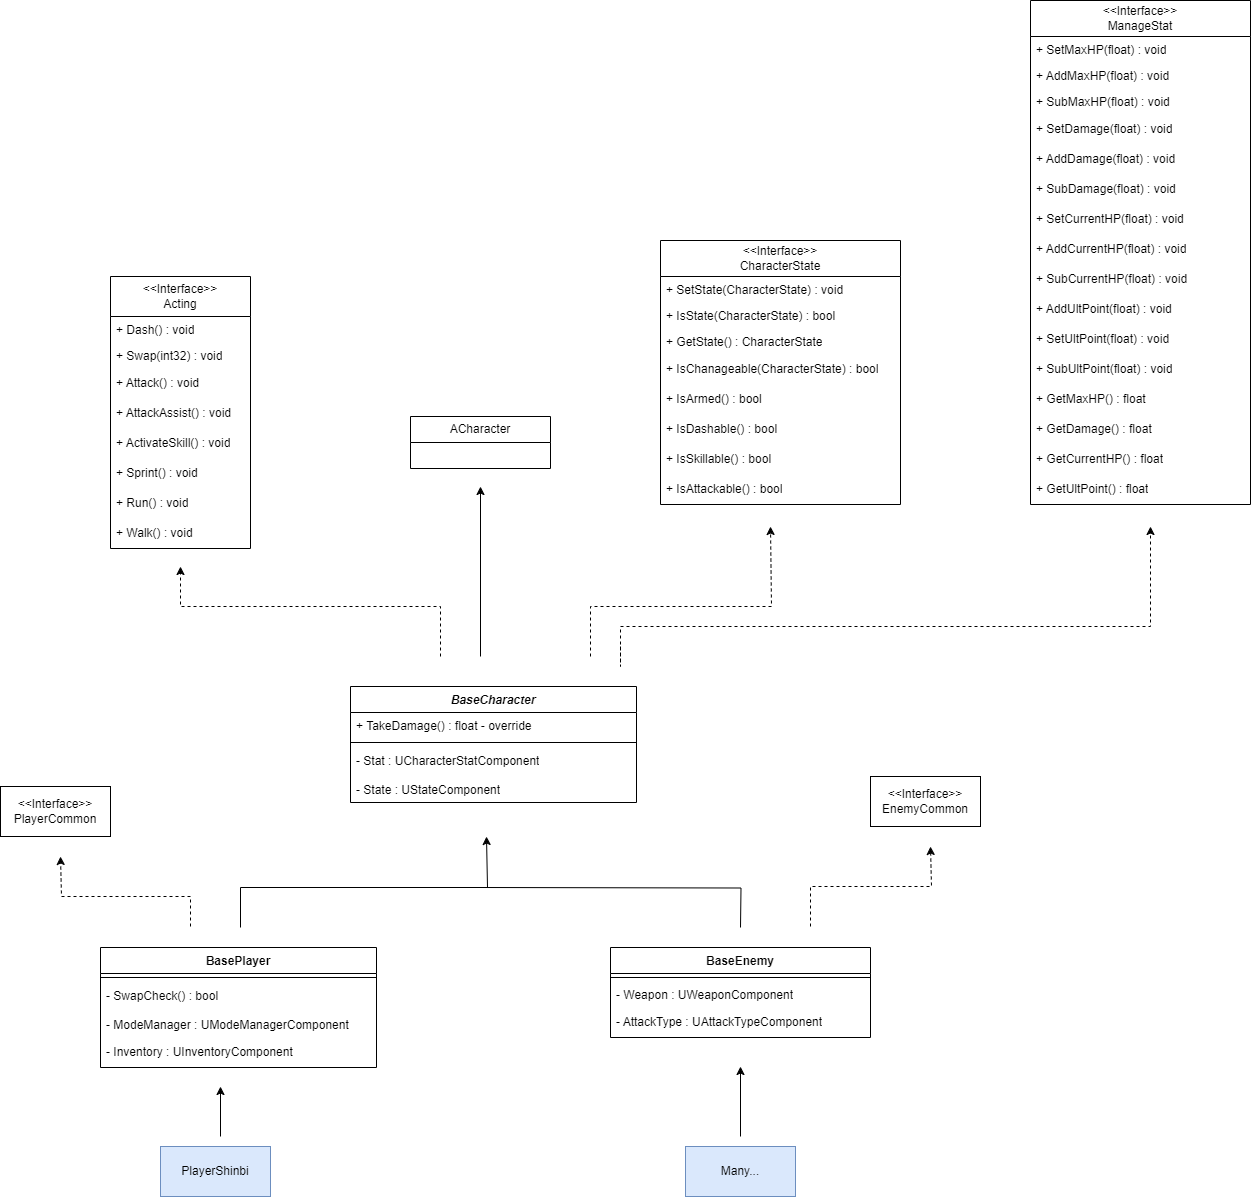 <<Interface>>
ManageStat
+ SetMaxHP(float) : void
+ AddMaxHP(float) : void
+ SubMaxHP(float) : void
+ SetDamage(float) : void
+ AddDamage(float) : void
+ SubDamage(float) : void
+ SetCurrentHP(float) : void
+ AddCurrentHP(float) : void
+ SubCurrentHP(float) : void
+ AddUltPoint(float) : void
+ SetUltPoint(float) : void
+ SubUltPoint(float) : void
+ GetMaxHP() : float
+ GetDamage() : float
+ GetCurrentHP() : float
+ GetUltPoint() : float
<<Interface>>
CharacterState
+ SetState(CharacterState) : void
+ IsState(CharacterState) : bool
+ GetState() : CharacterState
+ IsChanageable(CharacterState) : bool
+ IsArmed() : bool
+ IsDashable() : bool
+ IsSkillable() : bool
+ IsAttackable() : bool
<<Interface>>
Acting
+ Dash() : void
+ Swap(int32) : void
+ Attack() : void
+ AttackAssist() : void
+ ActivateSkill() : void
+ Sprint() : void
+ Run() : void
+ Walk() : void
ACharacter
BaseCharacter
+ TakeDamage() : float - override
- Stat : UCharacterStatComponent
- State : UStateComponent
<<Interface>>
PlayerCommon
<<Interface>>
EnemyCommon
BasePlayer
- SwapCheck() : bool
- ModeManager : UModeManagerComponent
- Inventory : UInventoryComponent
BaseEnemy
- Weapon : UWeaponComponent
- AttackType : UAttackTypeComponent
PlayerShinbi
Many...